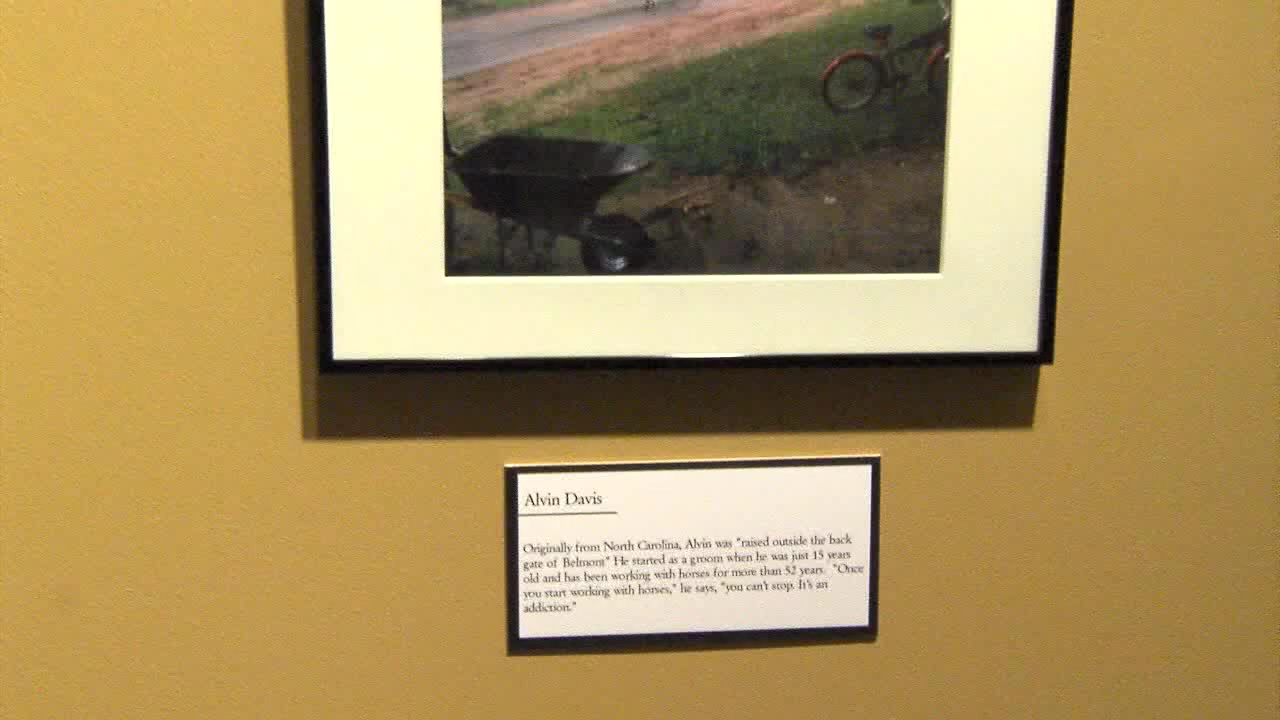 Alvin Davis
Originally from North Carolina, Alvin was "raised outside the back
gate of Belmont" He started as a groom when he was just 15 years
old and has been working with horses for more than 52 years. "Once
you start working with horses," he says, "you can't stop. It's an
addiction."